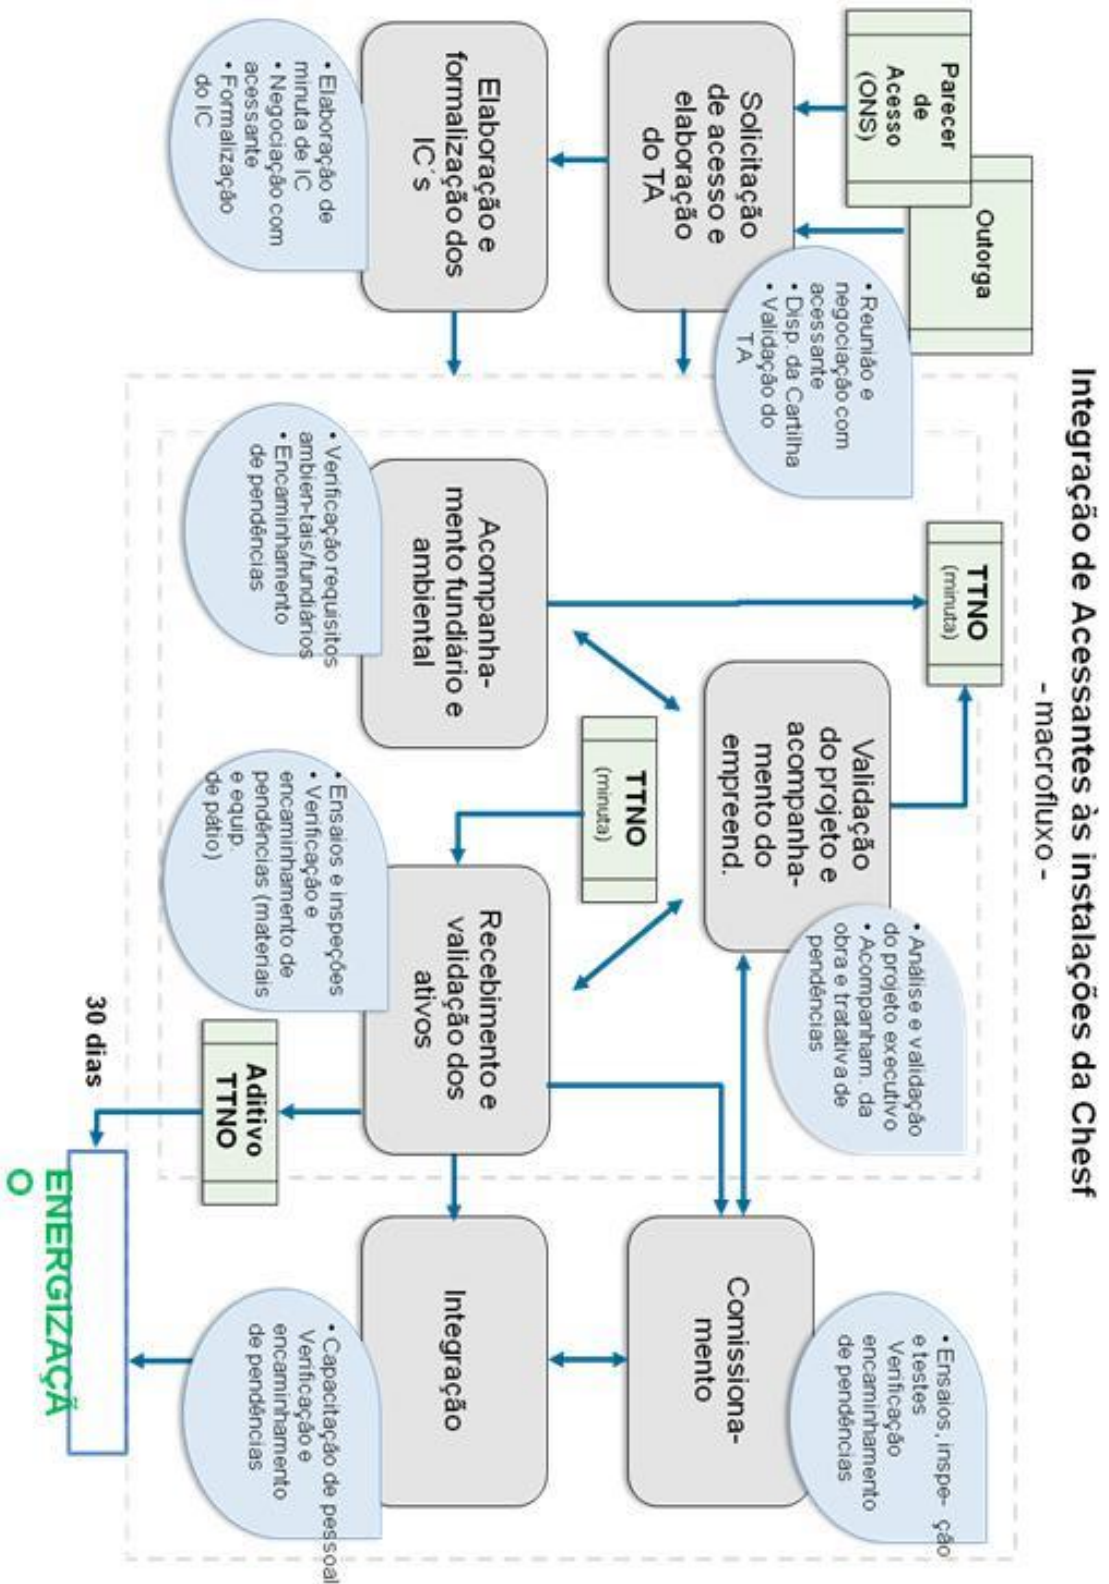 Integração de Acessantes às instalações da Chesf
- macrofluxo -
Parecer
de
Acesso
(ONS)
Outorga
Solicitação
de acesso e
elaboração
do TA
• Reunião e
negociação com
acessante
• Disp. da Cartilha
• Validação do
TA
Elaboração e
formalização dos
IC´s
• Elaboração de
minuta de IC
• Negociação com
acessante
• Formalização
do IC
TTNO
(minuta)
Validação
do projeto e
acompanha-
mento do
empreend.
• Análise e validação
do projeto executivo
• Acompanham. da
obra e tratativa de
pendências
Acompanha-
mento fundiário e
ambiental
• Verificação requisitos
ambien-tais/fundiários
• Encaminhamento
de pendências
TTNO
(minuta)
Recebimento e
validação dos
ativos
• Ensaios e inspeções
• Verificação e
encaminhamento de
pendências (materiais
e equip.
de pátio)
Comissiona-
mento
• Ensaios, inspe- ção
e testes
Verificação
encaminhamento
de pendências
Integração
• Capacitação de pessoal
Verificação e
encaminhamento
de pendências
Aditivo
TTNO
30 dias
ENERGIZAÇÃ
O